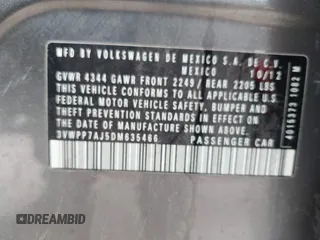 MFD BY VOLKSWAGEN DE MEXICO S.A. DE C.V.
MEXICO 10/12
GVWR 4344 GAWR FRONT 2249 / REAR 2205 LBS
THIS VEHICLE CONFORMS TO ALL APPLICABLE
FEDERAL MOTOR VEHICLE SAFETY, BUMPER, AND
THEFT PREVENTION STANDARDS IN EFFECT ON THE
DATE OF MANUFACTURE SHOWN ABOVE.
3VWPP7AJ5DM635466 PASSENGER CAR
4016373 1082 M
DREAMBID